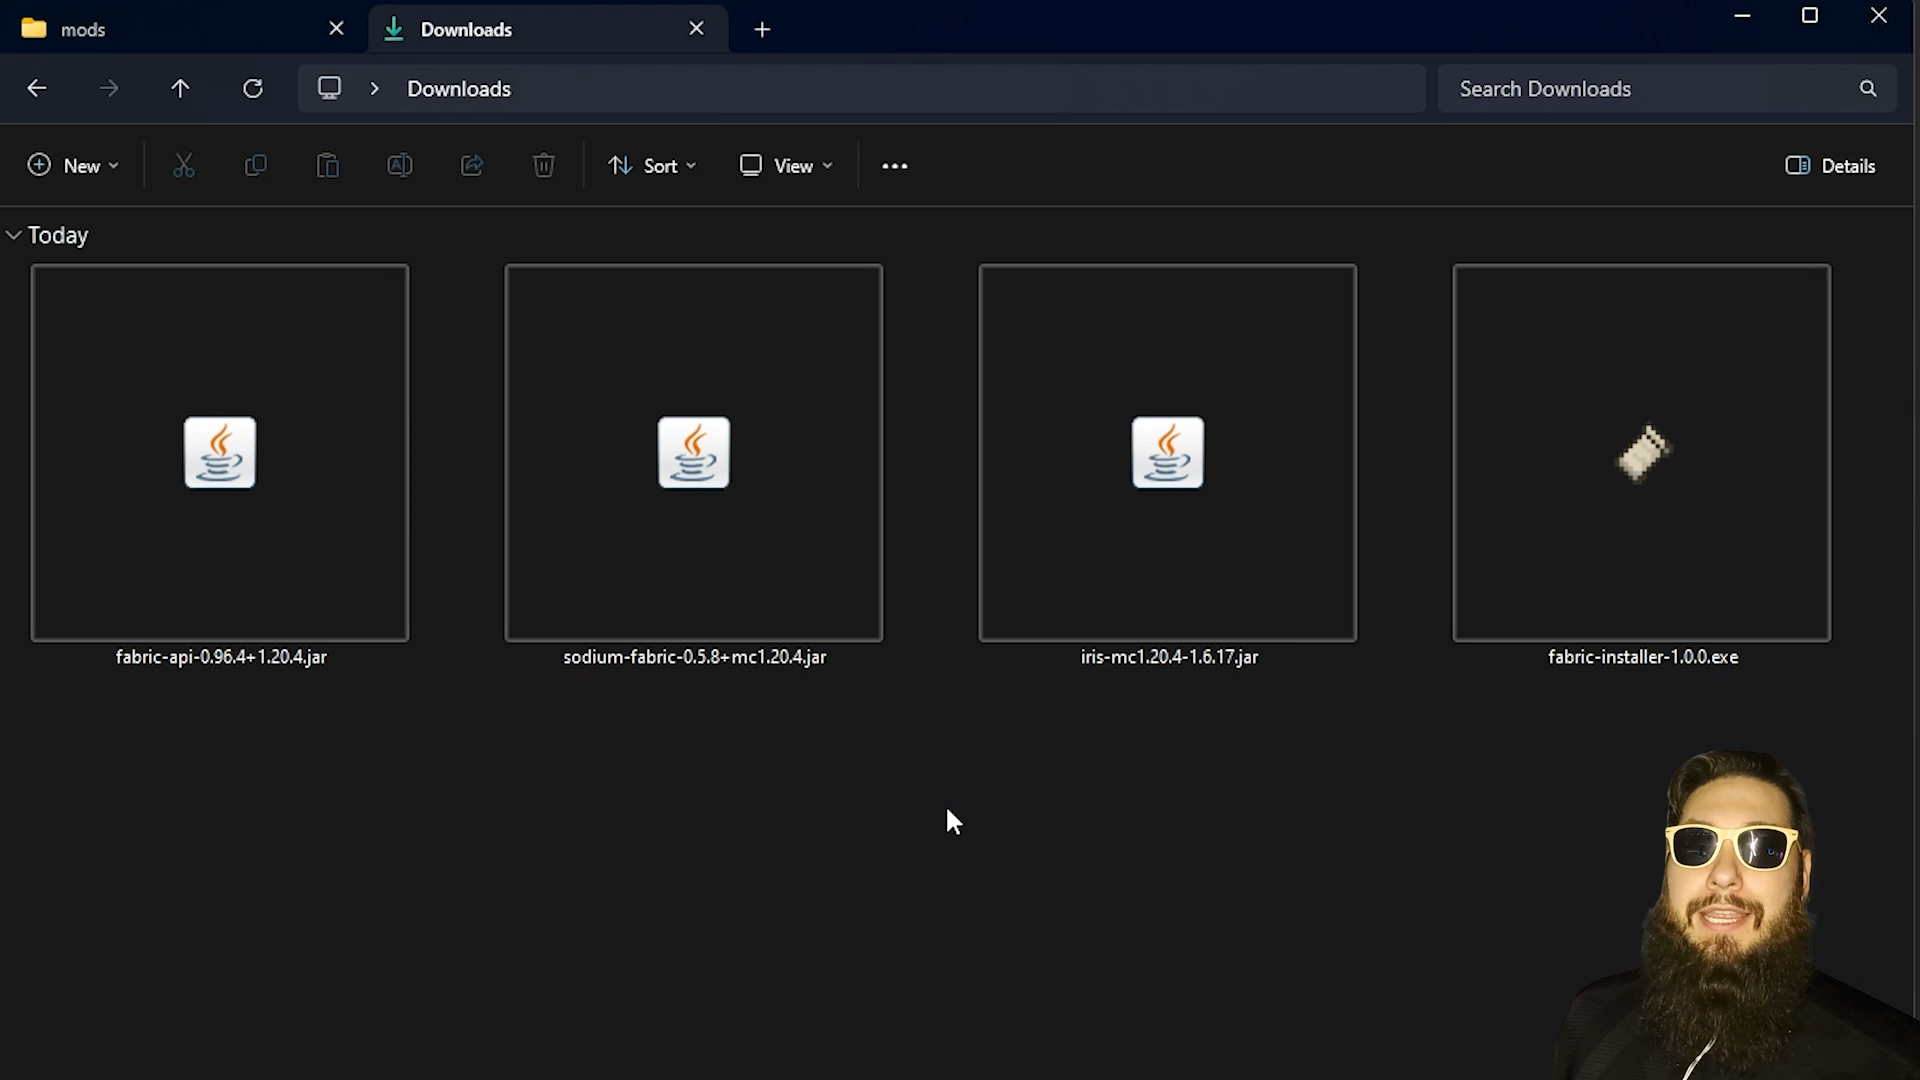 mods
Downloads
Downloads
Search Downloads
New
Sort
View
Details
Today
fabric-api-0.96.4+1.20.4.jar
sodium-fabric-0.5.8+mc1.20.4.jar
iris-mc1.20.4-1.6.17.jar
fabric-installer-1.0.0.exe